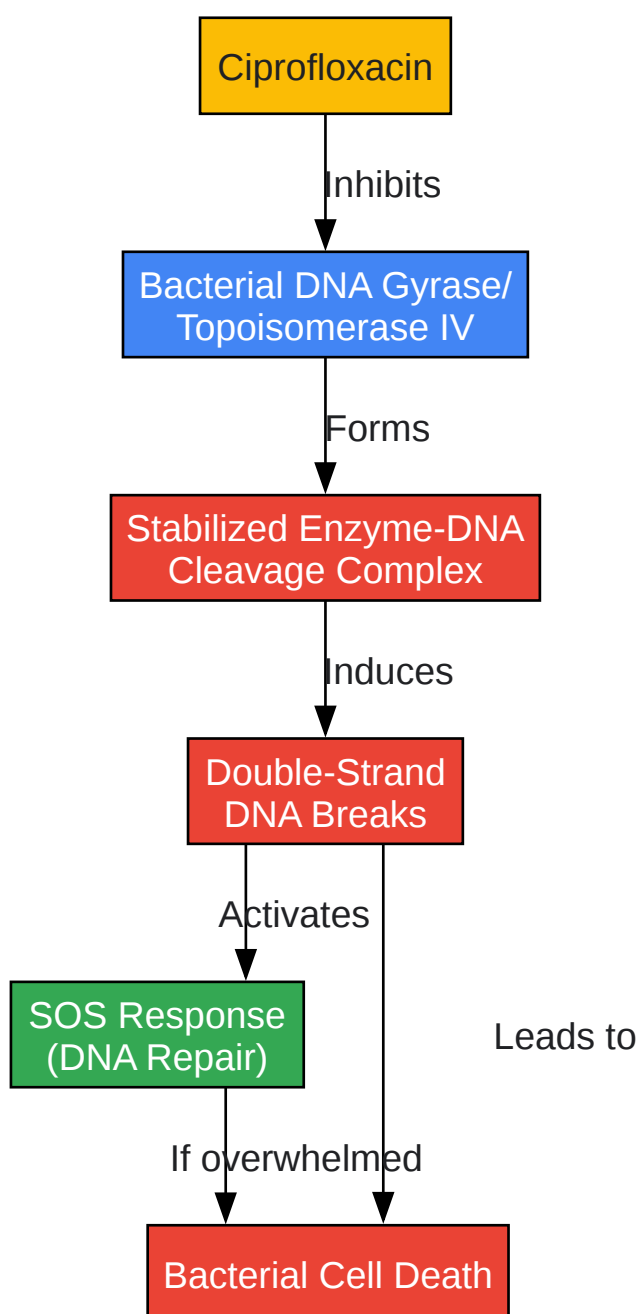 Ciprofloxacin
Inhibits
Bacterial DNA Gyrase/
Topoisomerase IV
Forms
Stabilized Enzyme-DNA
Cleavage Complex
Induces
Double-Strand
DNA Breaks
Activates
SOS Response
(DNA Repair)
Leads to
If overwhelmed
Bacterial Cell Death